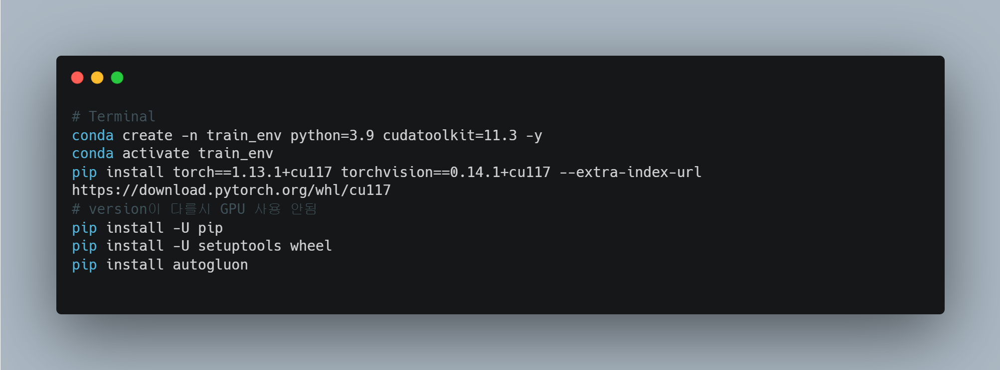 # Terminal
conda create -n train_env python=3.9 cudatoolkit=11.3 -y
conda activate train_env
pip install torch==1.13.1+cu117 torchvision==0.14.1+cu117 --extra-index-url
https://download.pytorch.org/whl/cu117
# version이 다를시 GPU 사용 안됨
pip install -U pip
pip install -U setuptools wheel
pip install autogluon